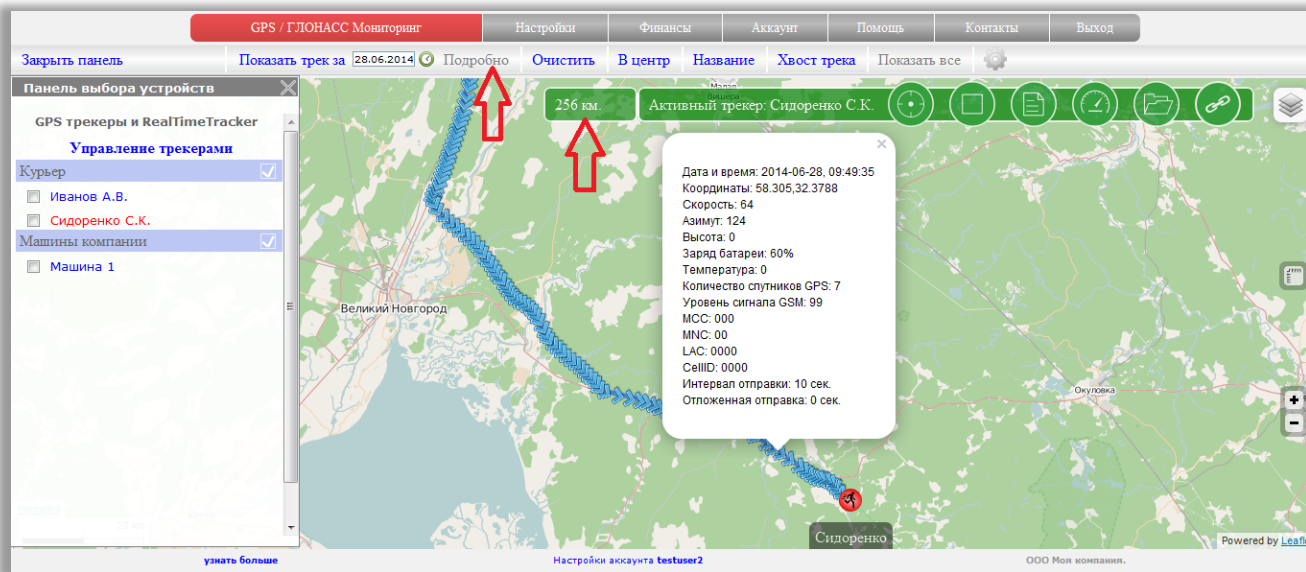 GPS / ГЛОНАСС Мониторинг Настройки Финансы Аккаунт Помощь Контакты Выход
Закрыть панель Показать трек за 28.06.2014 Подробно Очистить В центр Название Хвост трека Показать все
Панель выбора устройств
GPS трекеры и RealTimeTracker
Управление трекерами
Курьер
Иванов А.В.
Сидоренко С.К.
Машины компании
Машина 1
256 км. Активный трекер: Сидоренко С.К.
Дата и время: 2014-06-28, 09:49:35
Координаты: 58.305,32.3788
Скорость: 64
Азимут: 124
Высота: 0
Заряд батареи: 60%
Температура: 0
Количество спутников GPS: 7
Уровень сигнала GSM: 99
MCC: 000
MNC: 00
LAC: 0000
CellID: 0000
Интервал отправки: 10 сек.
Отложенная отправка: 0 сек.
Великий Новгород
Окуловка
Сидоренко
Powered by Leafle
узнать больше Настройки аккаунта testuser2 ООО Моя компания.